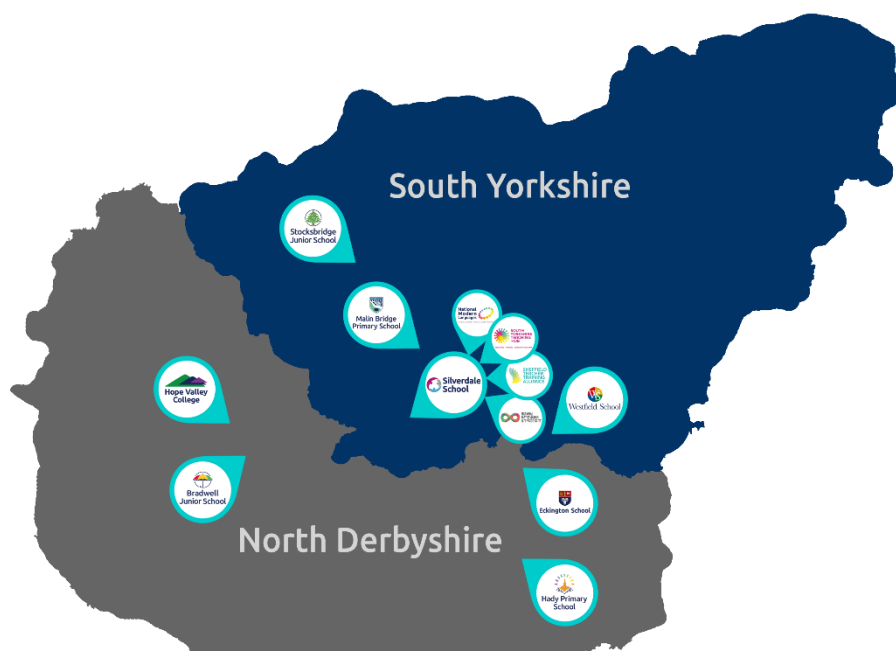 South Yorkshire
Stocksbridge
Junior School
Malin Bridge
Primary School
National
Modern
Languages
SOUTH
YORKSHIRE
TEACHING
HUB
Silverdale
School
SHEFFIELD
TEACHER
TRAINING
ALLIANCE
Hope Valley
College
Westfield School
Bradwell
Junior School
Eckington School
North Derbyshire
Hady Primary
School